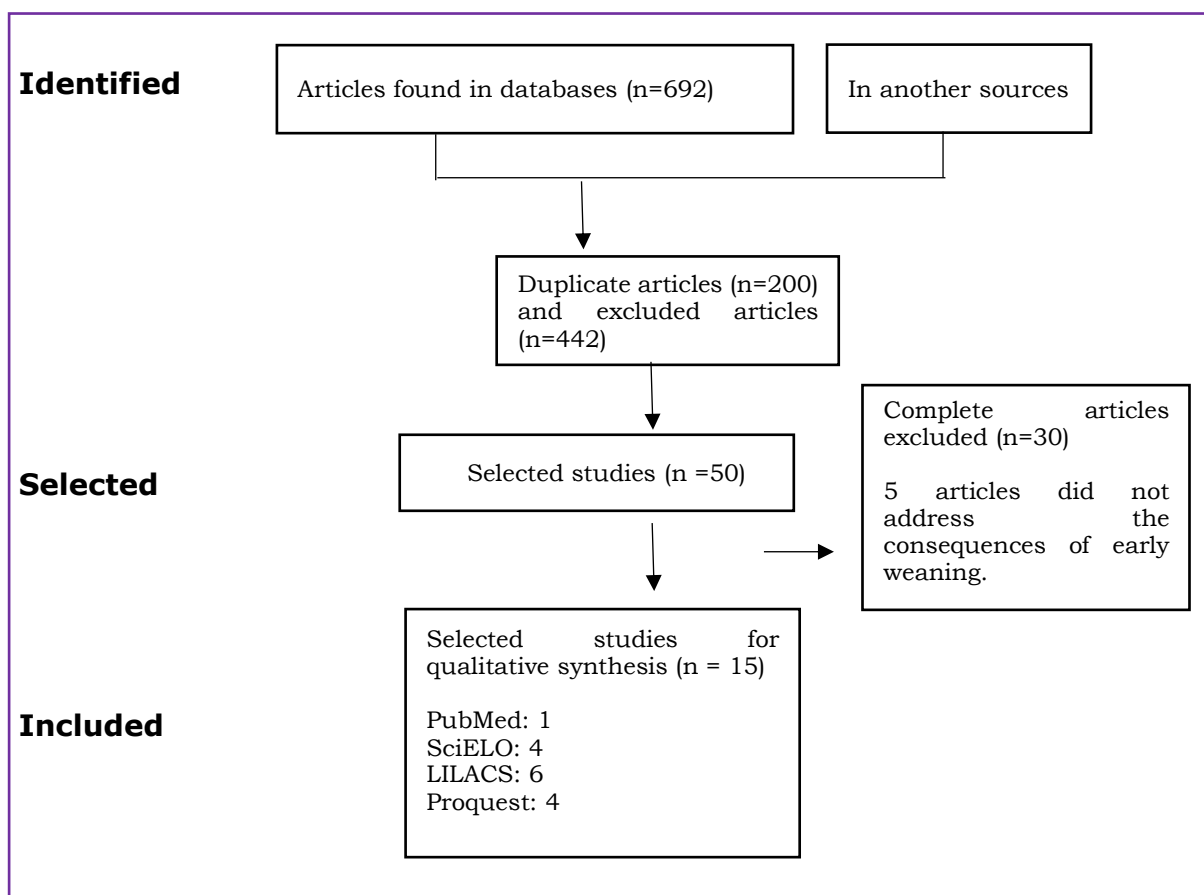 Identified
Articles found in databases (n=692)
In another sources
Duplicate articles (n=200)
and excluded articles
(n=442)
Selected
Selected studies (n =50)
Complete articles
excluded (n=30)
5 articles did not
address the
consequences of early
weaning.
Included
Selected studies for
qualitative synthesis (n = 15)
PubMed: 1
SciELO: 4
LILACS: 6
Proquest: 4